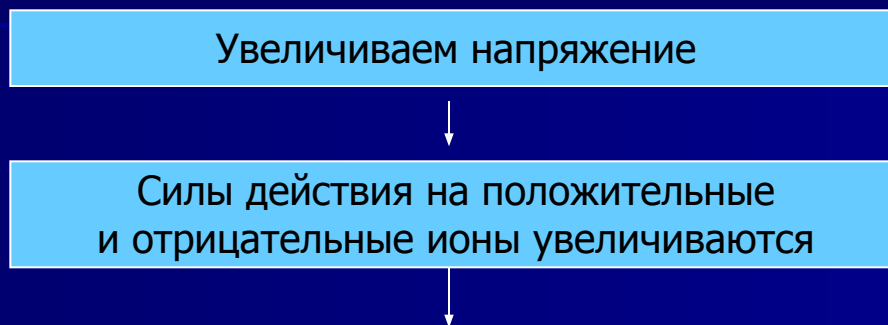 Увеличиваем напряжение
Силы действия на положительные
и отрицательные ионы увеличиваются